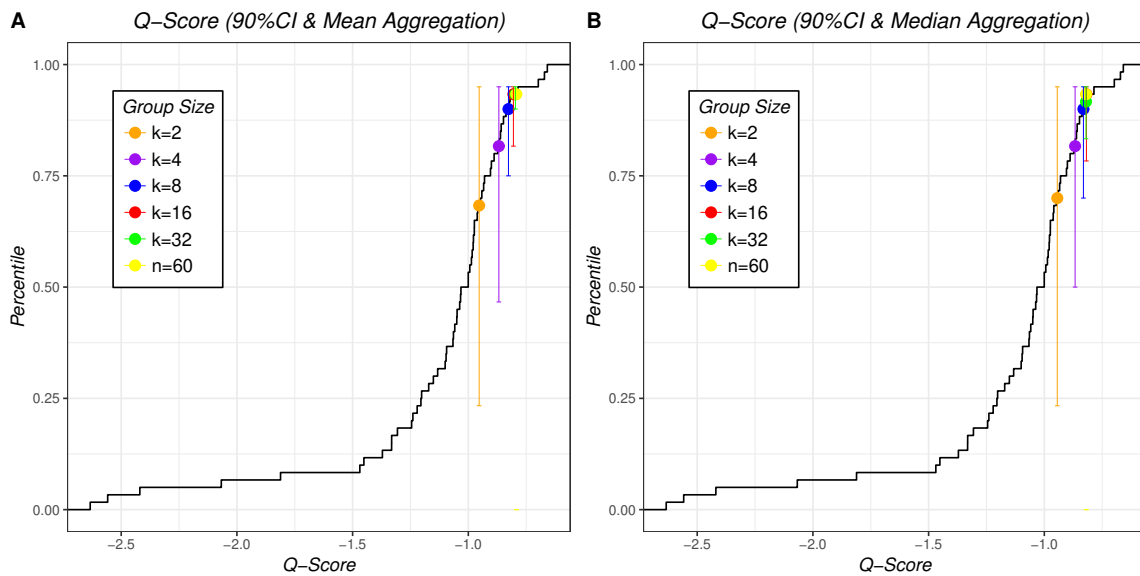 A
Q−Score (90%CI & Mean Aggregation)
Percentile
1.00
0.75
0.50
0.25
0.00
Group Size
k=2
k=4
k=8
k=16
k=32
n=60
−2.5
−2.0
−1.5
−1.0
Q−Score
B
Q−Score (90%CI & Median Aggregation)
Percentile
1.00
0.75
0.50
0.25
0.00
Group Size
k=2
k=4
k=8
k=16
k=32
n=60
−2.5
−2.0
−1.5
−1.0
Q−Score